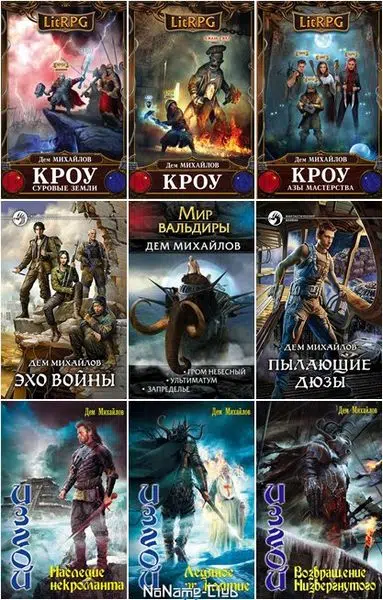 LitRPG
Дем Михайлов
КРОУ
СУРОВЫЕ ЗЕМЛИ
LitRPG
Дем Михайлов
КРОУ
LitRPG
Дем Михайлов
КРОУ
АЗЫ МАСТЕРСТВА
ДЕМ МИХАЙЛОВ
ЭХО ВОЙНЫ
МИР
ВАЛЬДИРЫ
ДЕМ МИХАЙЛОВ
• ГРОМ НЕБЕСНЫЙ
• УЛЬТИМАТУМ
• ЗАПРЕДЕЛЬЕ
ДЕМ МИХАЙЛОВ
ПЫЛАЮЩИЕ
ДЮЗЫ
Дем Михайлов
ИЗГОЙ
Наследие
некроманта
Дем Михайлов
ИЗГОЙ
Ледяное
проклятие
Дем Михайлов
ИЗГОЙ
Возвращение
Низвергнутого
NoName Club